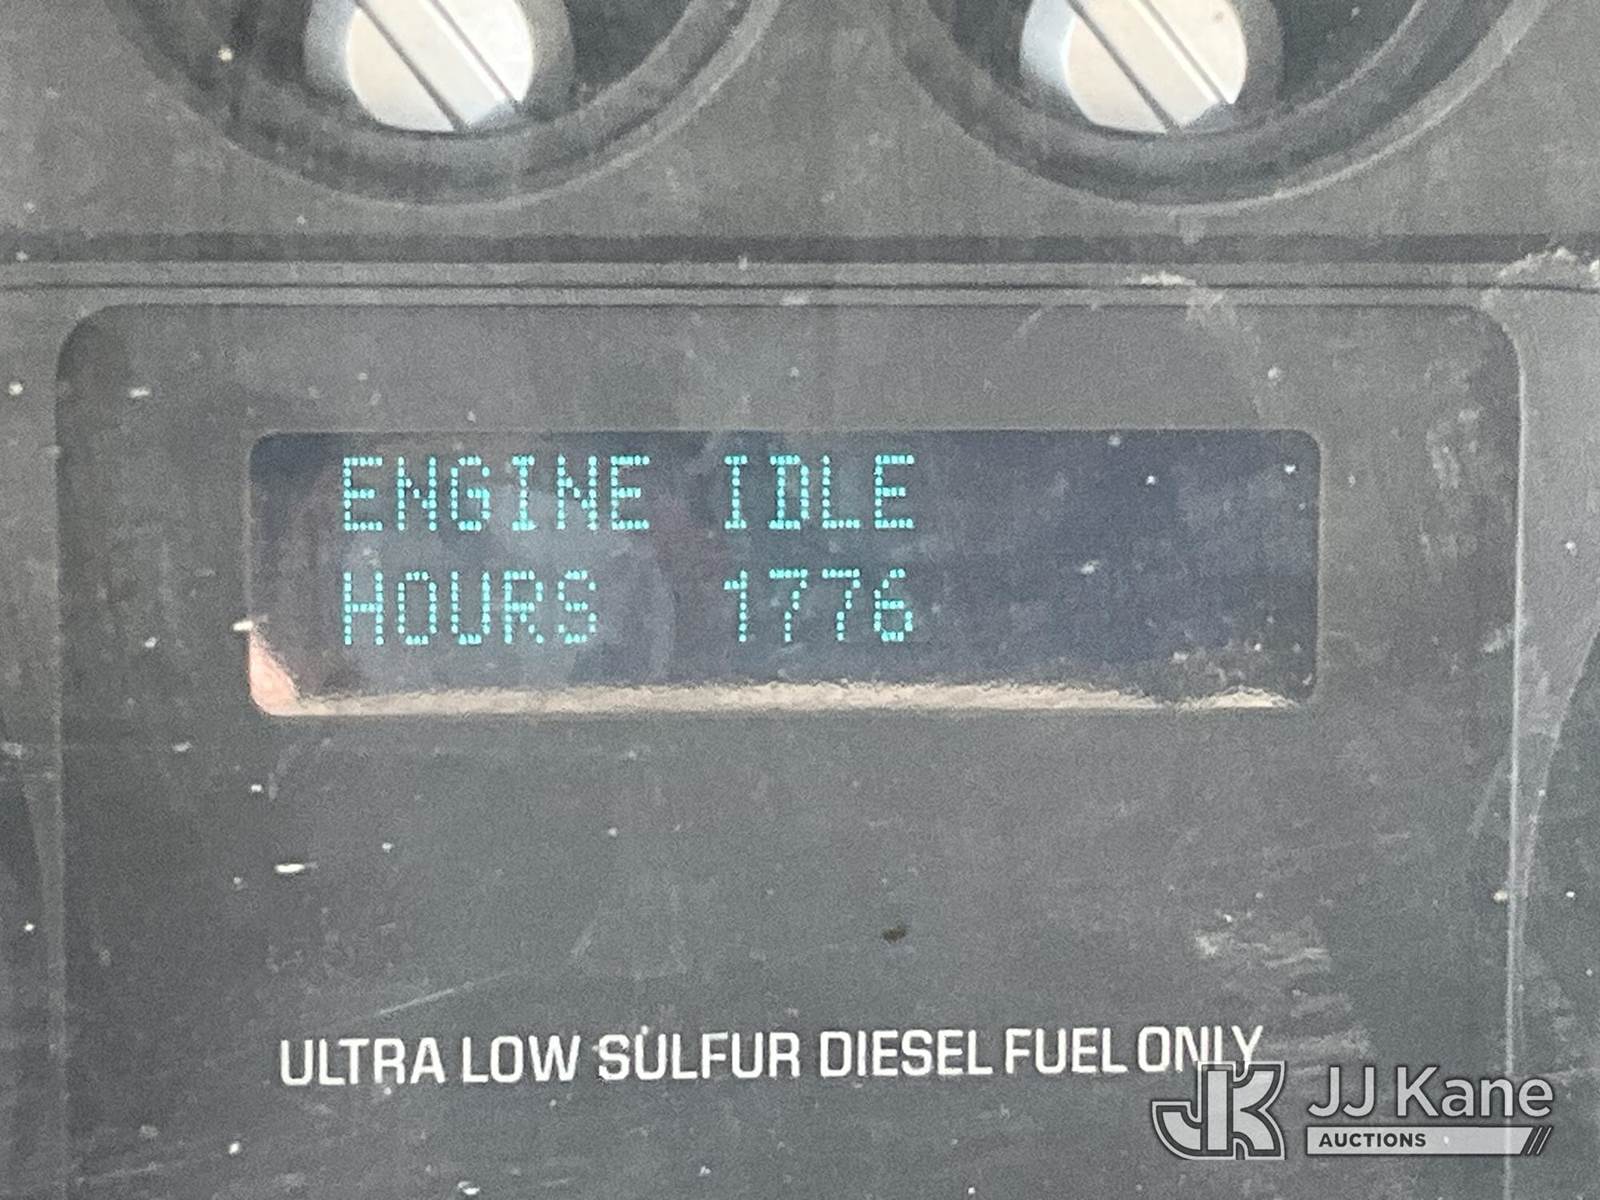 ENGINE IDLE
HOURS 1776
ULTRA LOW SULFUR DIESEL FUEL ONLY
JK JJ Kane
AUCTIONS